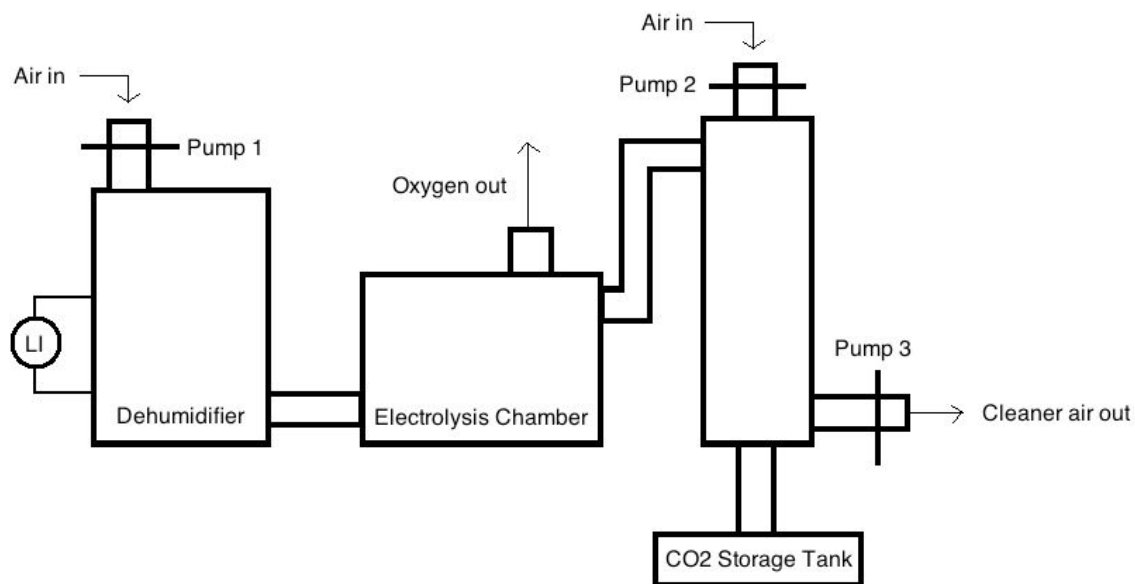 Air in
Pump 2
Air in
Pump 1
Oxygen out
LI
Pump 3
Dehumidifier
Electrolysis Chamber
Cleaner air out
CO2 Storage Tank